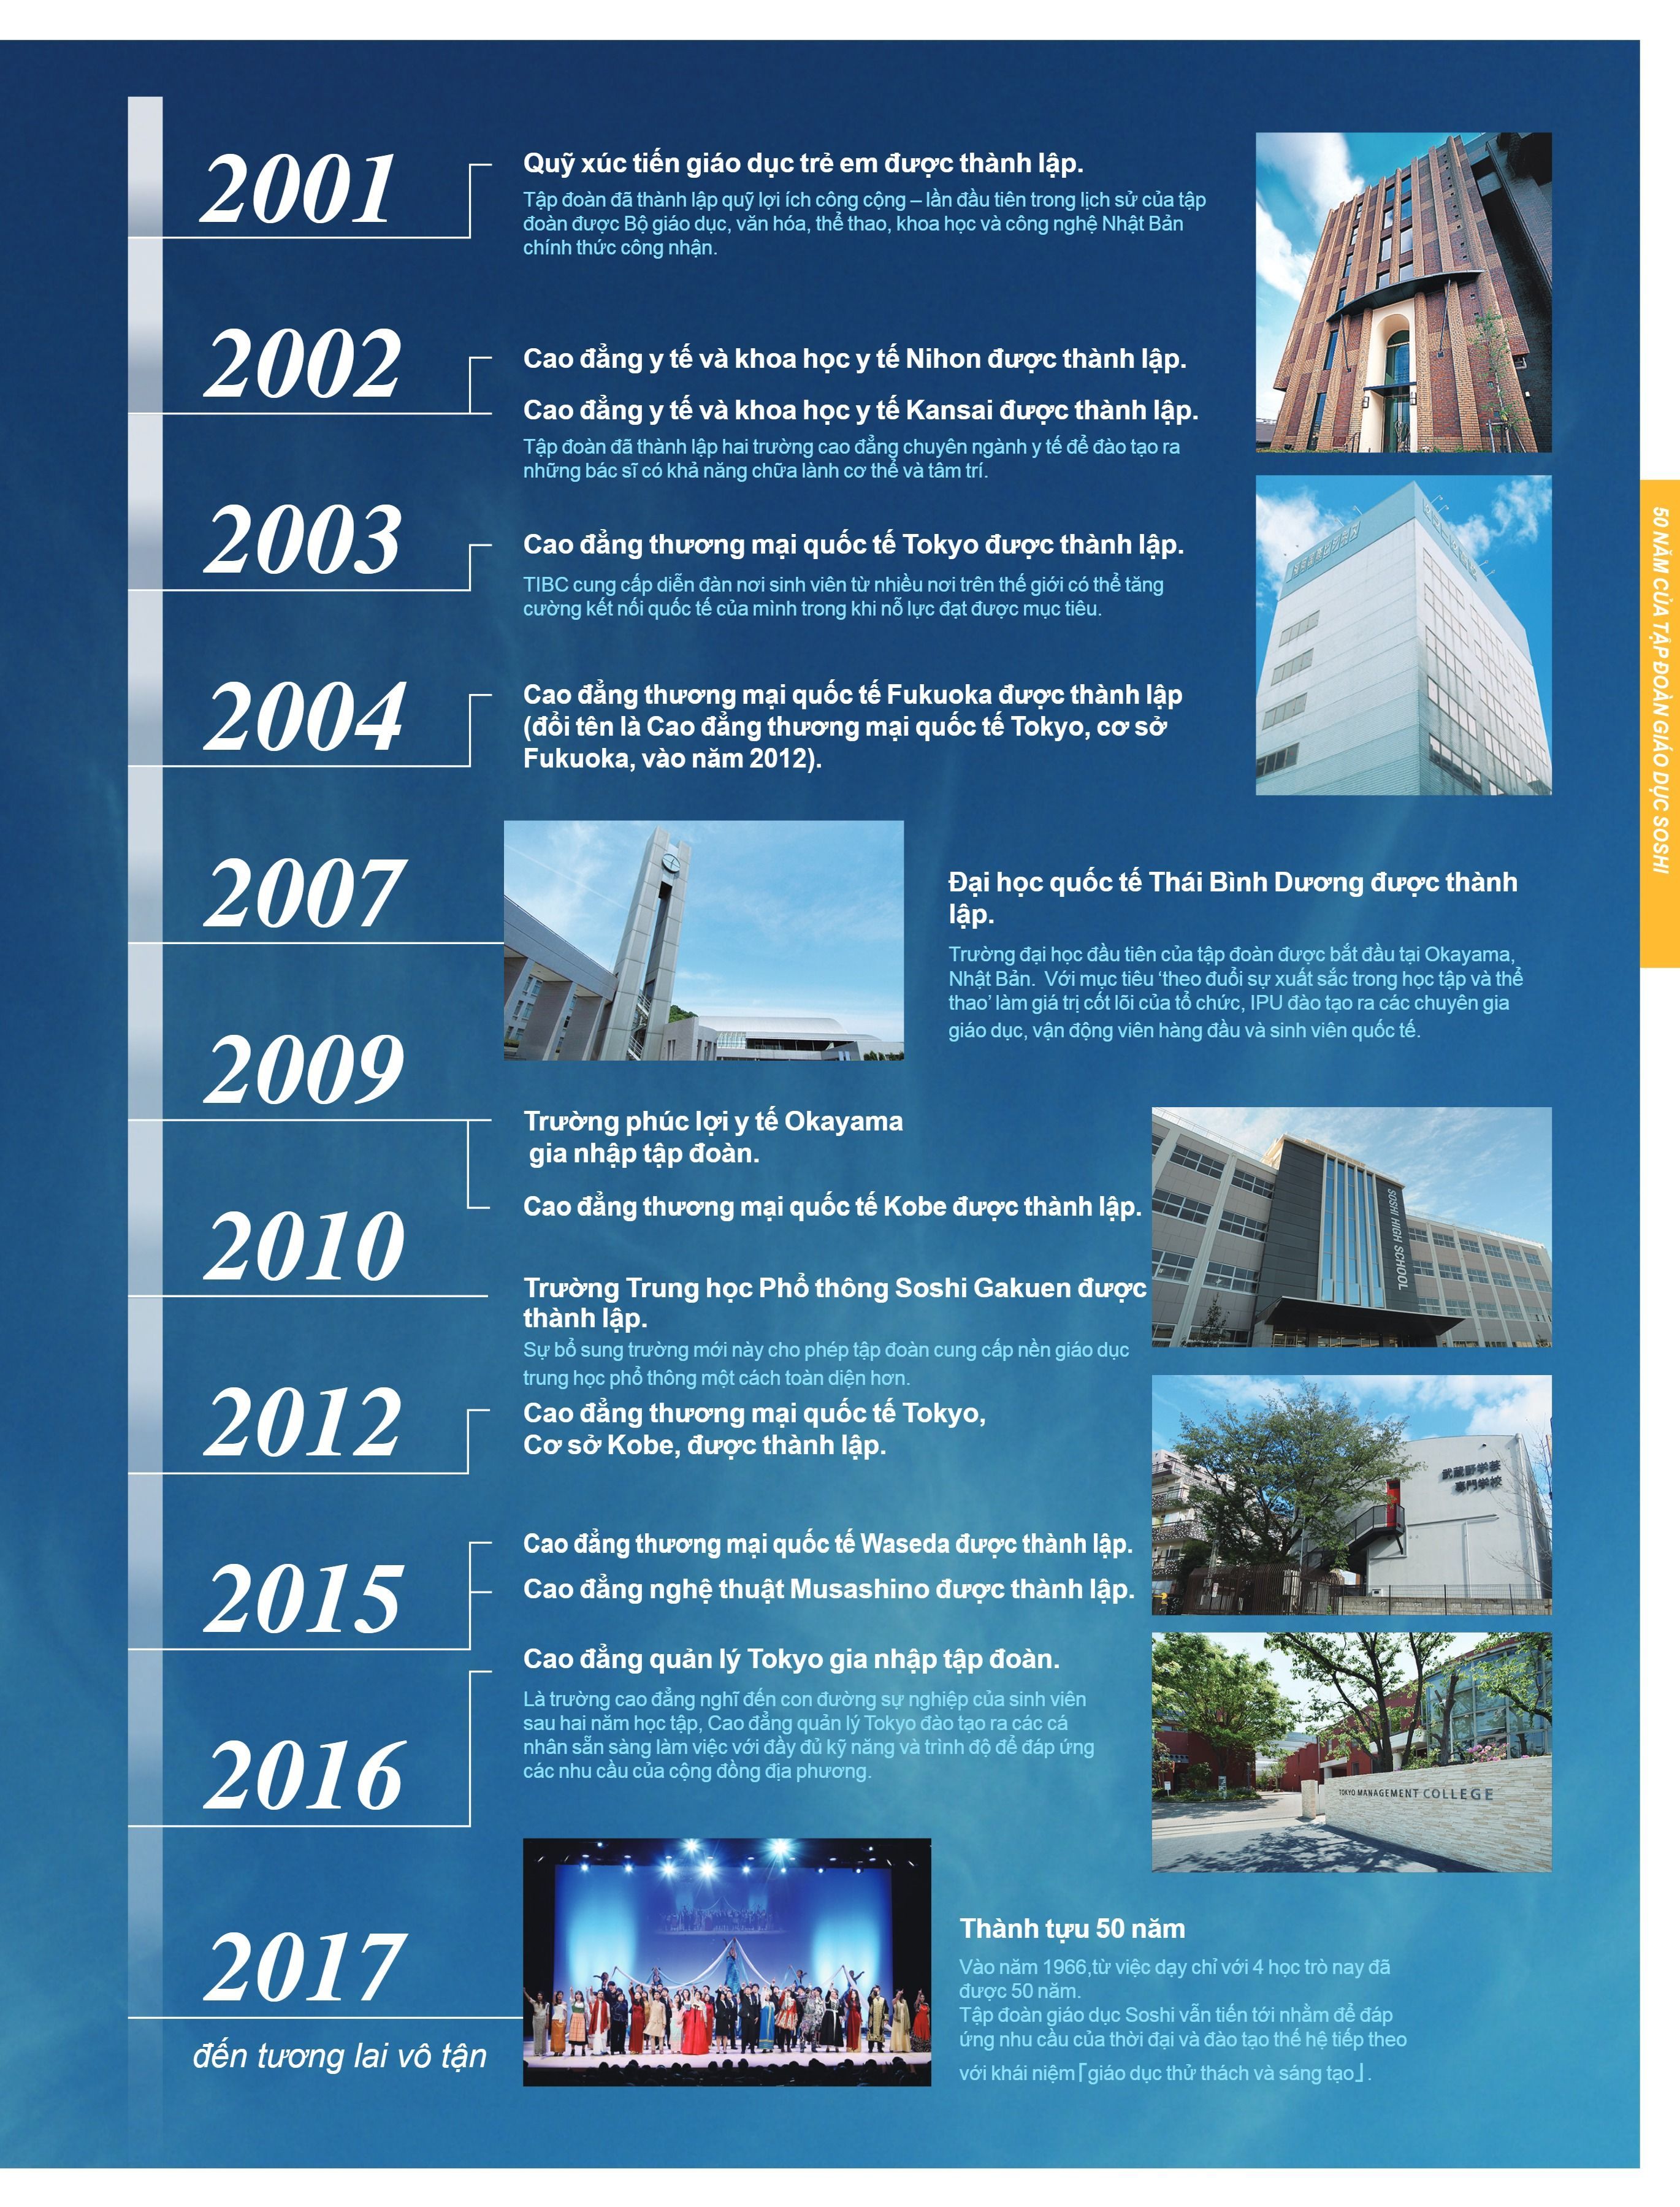 2001
Quỹ xúc tiến giáo dục trẻ em được thành lập.
Tập đoàn đã thành lập quỹ lợi ích công cộng – lần đầu tiên trong lịch sử của tập
đoàn được Bộ giáo dục, văn hóa, thể thao, khoa học và công nghệ Nhật Bản
chính thức công nhận.
2002
Cao đẳng y tế và khoa học y tế Nihon được thành lập.
Cao đẳng y tế và khoa học y tế Kansai được thành lập.
Tập đoàn đã thành lập hai trường cao đẳng chuyên ngành y tế để đào tạo ra
những bác sĩ có khả năng chữa lành cơ thể và tâm trí.
2003
Cao đẳng thương mại quốc tế Tokyo được thành lập.
TIBC cung cấp diễn đàn nơi sinh viên từ nhiều nơi trên thế giới có thể tăng
cường kết nối quốc tế của mình trong khi nỗ lực đạt được mục tiêu.
2004
Cao đẳng thương mại quốc tế Fukuoka được thành lập
(đổi tên là Cao đẳng thương mại quốc tế Tokyo, cơ sở
Fukuoka, vào năm 2012).
50 NĂM CỦA TẬP ĐOÀN GIÁO DỤC SOSHI
2007
Đại học quốc tế Thái Bình Dương được thành
lập.
Trường đại học đầu tiên của tập đoàn được bắt đầu tại Okayama,
Nhật Bản. Với mục tiêu ‘theo đuổi sự xuất sắc trong học tập và thể
thao’ làm giá trị cốt lõi của tổ chức, IPU đào tạo ra các chuyên gia
giáo dục, vận động viên hàng đầu và sinh viên quốc tế.
2009
Trường phúc lợi y tế Okayama
gia nhập tập đoàn.
Cao đẳng thương mại quốc tế Kobe được thành lập.
SOSHI HIGH SCHOOL
2010
Trường Trung học Phổ thông Soshi Gakuen được
thành lập.
Sự bổ sung trường mới này cho phép tập đoàn cung cấp nền giáo dục
trung học phổ thông một cách toàn diện hơn.
2012
Cao đẳng thương mại quốc tế Tokyo,
Cơ sở Kobe, được thành lập.
武蔵野学芸
専門学校
2015
Cao đẳng thương mại quốc tế Waseda được thành lập.
Cao đẳng nghệ thuật Musashino được thành lập.
2016
Cao đẳng quản lý Tokyo gia nhập tập đoàn.
Là trường cao đẳng nghĩ đến con đường sự nghiệp của sinh viên
sau hai năm học tập, Cao đẳng quản lý Tokyo đào tạo ra các cá
nhân sẵn sàng làm việc với đầy đủ kỹ năng và trình độ để đáp ứng
các nhu cầu của cộng đồng địa phương.
TOKYO MANAGEMENT COLLEGE
2017
đến tương lai vô tận
Thành tựu 50 năm
Vào năm 1966,từ việc dạy chỉ với 4 học trò nay đã
được 50 năm.
Tập đoàn giáo dục Soshi vẫn tiến tới nhằm để đáp
ứng nhu cầu của thời đại và đào tạo thế hệ tiếp theo
với khái niệm「giáo dục thử thách và sáng tạo」.